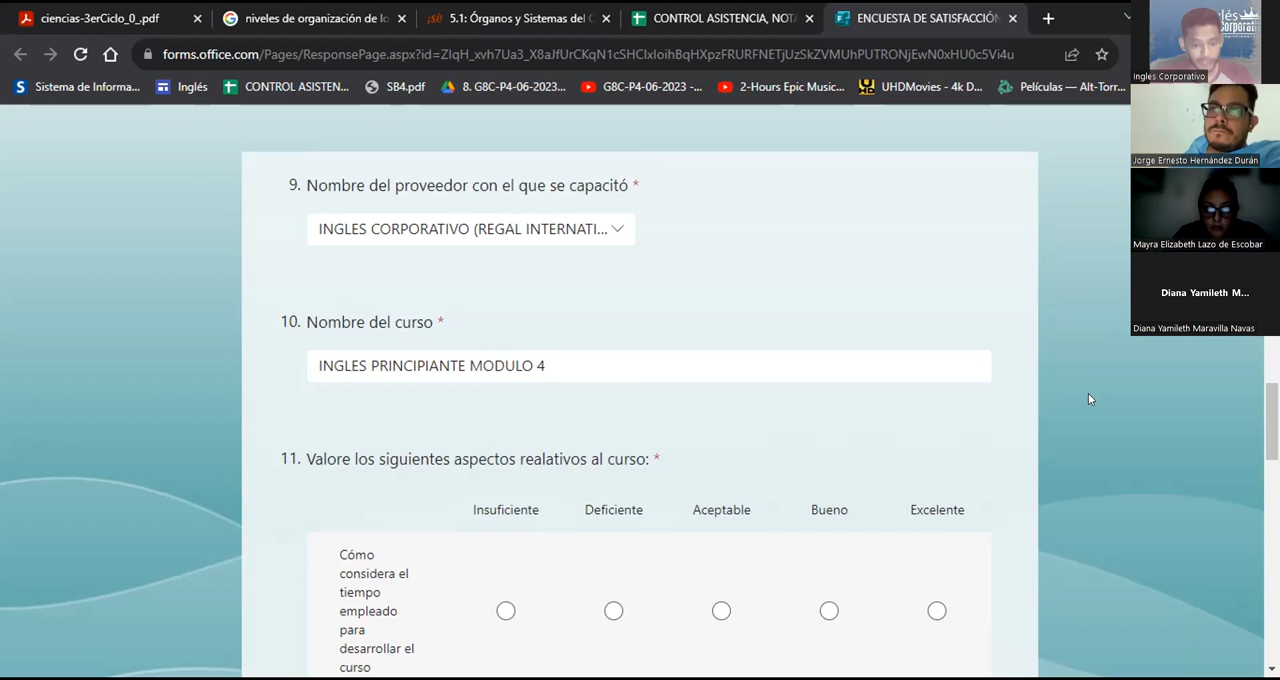 ciencias-3erCiclo_0_.pdf
niveles de organización de lo
5.1: Órganos y Sistemas del C
CONTROL ASISTENCIA, NOTA
ENCUESTA DE SATISFACCIÓN
forms.office.com/Pages/ResponsePage.aspx?id=ZIqH_xvh7Ua3_X8aJfUrCKqN1cSHCIxIoihBqHXpzFRURFNETjUzSkZVMUhPUTRONjEwN0xHU0c5Vi4u
Sistema de Informa...
Inglés
CONTROL ASISTEN...
SB4.pdf
8. G8C-P4-06-2023...
G8C-P4-06-2023 -...
2-Hours Epic Music...
UHDMovies - 4k D...
Películas — Alt-Torr...
9. Nombre del proveedor con el que se capacitó *
INGLES CORPORATIVO (REGAL INTERNATI...
10. Nombre del curso *
INGLES PRINCIPIANTE MODULO 4
11. Valore los siguientes aspectos realativos al curso: *
Insuficiente Deficiente Aceptable Bueno Excelente
Cómo
considera el
tiempo
empleado
para
desarrollar el
curso
Ingles Corporativo
Jorge Ernesto Hernández Durán
Mayra Elizabeth Lazo de Escobar
Diana Yamileth M...
Diana Yamileth Maravilla Navas